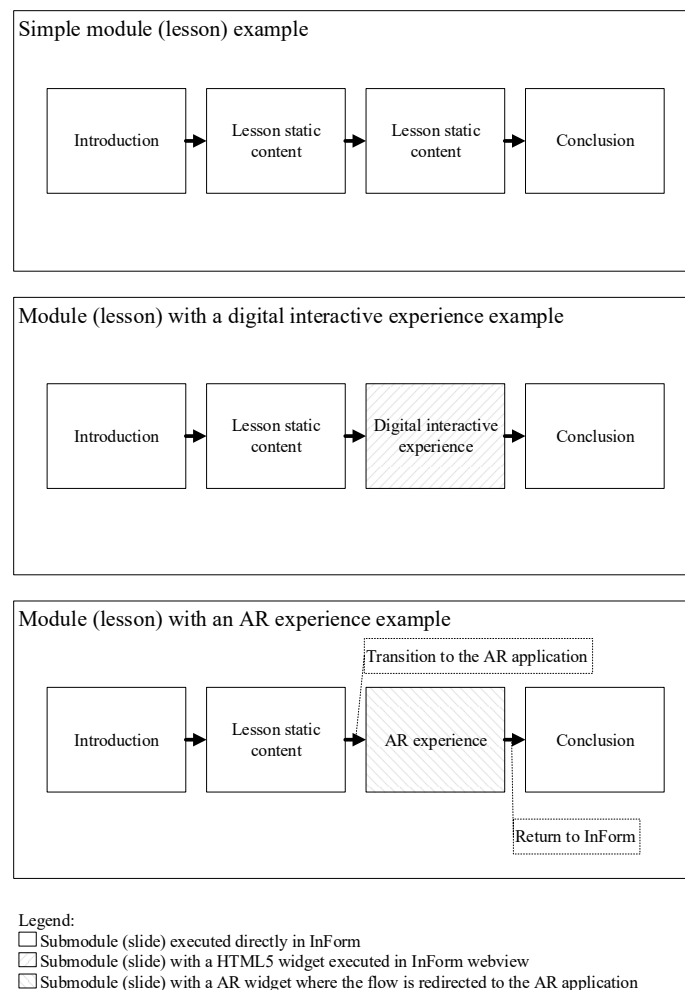 Simple module (lesson) example
Introduction
Lesson static
content
Lesson static
content
Conclusion
Module (lesson) with a digital interactive experience example
Introduction
Lesson static
content
Digital interactive
experience
Conclusion
Module (lesson) with an AR experience example
Transition to the AR application
Introduction
Lesson static
content
AR experience
Conclusion
Return to InForm
Legend:
Submodule (slide) executed directly in InForm
Submodule (slide) with a HTML5 widget executed in InForm webview
Submodule (slide) with a AR widget where the flow is redirected to the AR application